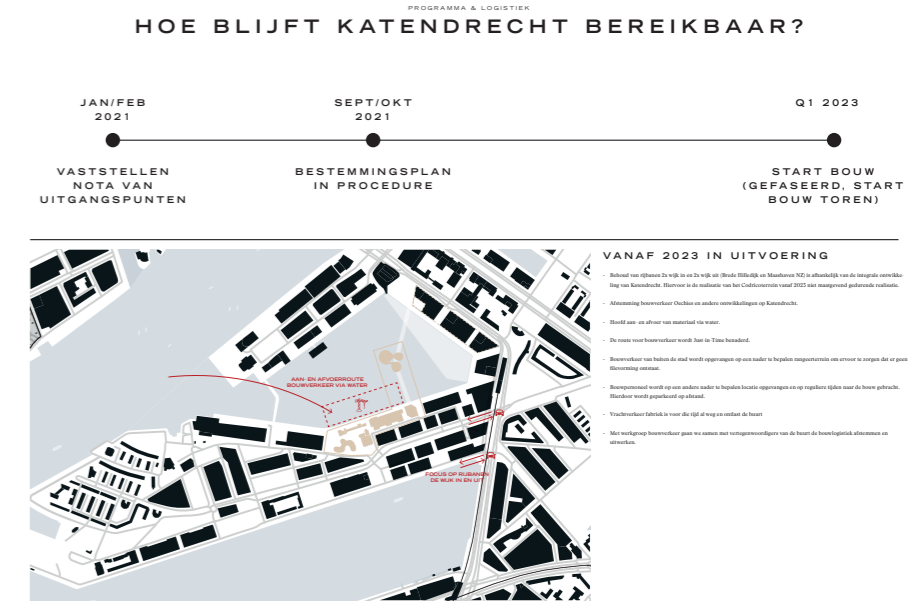 PROGRAMMA & LOGISTIEK
HOE BLIJFT KATENDRECHT BEREIKBAAR?
JAN/FEB
2021
SEPT/OKT
2021
Q1 2023
VASTSTELLEN
NOTA VAN
UITGANGSPUNTEN
BESTEMMINGSPLAN
IN PROCEDURE
START BOUW
(GEFASEERD, START
BOUW TOREN)
AAN- EN AFVOERROUTE
BOUWVERKEER VIA WATER
FOCUS OP RIJBANEN
DE WIJK IN EN UIT
VANAF 2023 IN UITVOERING
- Behoud van rijbanen 2x wijk in en 2x wijk uit (Brede Hilledijk en Maashaven NZ) is afhankelijk van de integrale ontwikke-
ling van Katendrecht. Hiervoor is de realisatie van het Codricoterrein vanaf 2023 niet maatgevend gedurende realisatie.
- Afstemming bouwverkeer Oechies en andere ontwikkelingen op Katendrecht.
- Hoofd aan- en afvoer van materiaal via water.
- De route voor bouwverkeer wordt Just-in-Time benaderd.
- Bouwverkeer van buiten de stad wordt opgevangen op een nader te bepalen rangeerterrein om ervoor te zorgen dat er geen
filevorming ontstaat.
- Bouwpersoneel wordt op een andere nader te bepalen locatie opgevangen en op reguliere tijden naar de bouw gebracht.
Hierdoor wordt geparkeerd op afstand.
- Vrachtverkeer fabriek is voor die tijd al weg en ontlast de buurt
- Met werkgroep bouwverkeer gaan we samen met vertegenwoordigers van de buurt de bouwlogistiek afstemmen en
uitwerken.